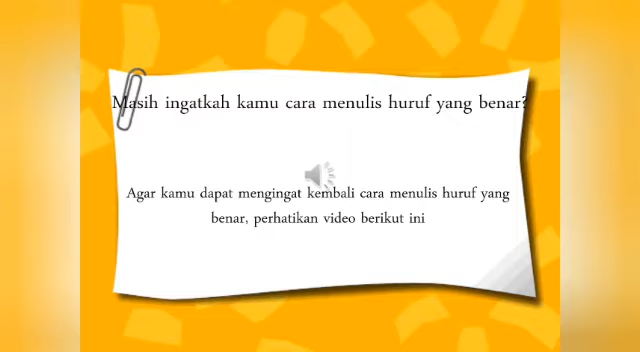 Masih ingatkah kamu cara menulis huruf yang benar?
Agar kamu dapat mengingat kembali cara menulis huruf yang
benar, perhatikan video berikut ini